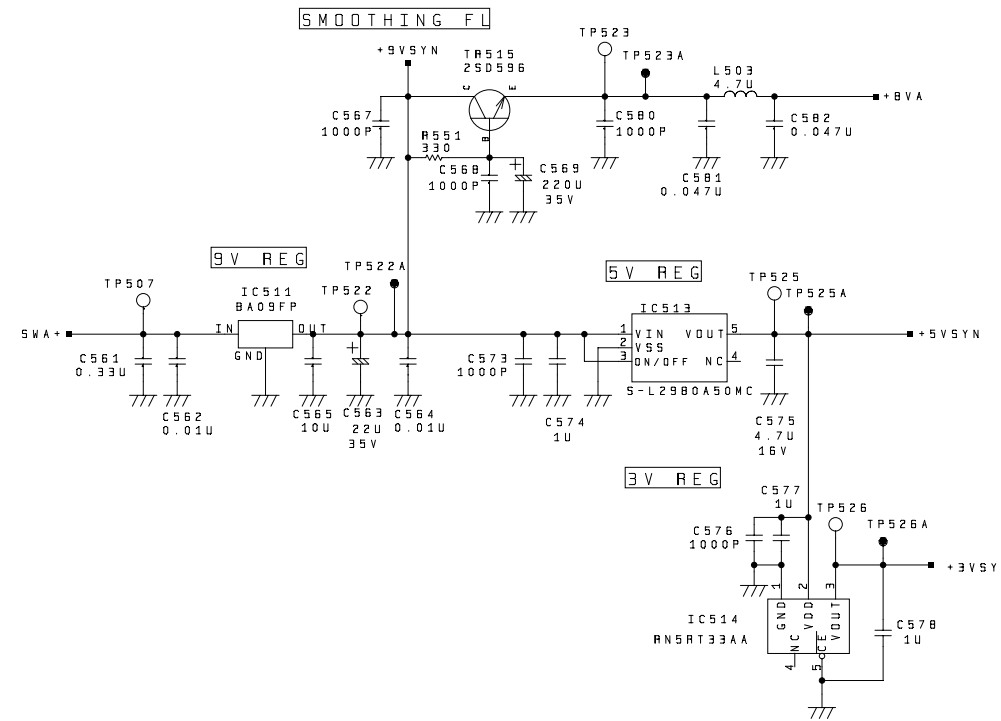 SMOOTHING FL
+9VSYN
TR515
2SD596
C
E
B
TP523
TP523A
L503
4.7U
+8VA
C567
1000P
R551
330
C568
1000P
C569
220U
35V
C580
1000P
C581
0.047U
C582
0.047U
9V REG
TP507
IC511
BA09FP
TP522
TP522A
SWA+
IN
OUT
GND
C561
0.33U
C562
0.01U
C565
10U
C563
22U
35V
C564
0.01U
5V REG
IC513
TP525
TP525A
1 VIN VOUT 5
2 VSS
3 ON/OFF NC 4
S-L2980A50MC
+5VSYN
C573
1000P
C574
1U
C575
4.7U
16V
3V REG
C577
1U
C576
1000P
TP526
TP526A
+3VSY
1 2 3
GND VDD VOUT
IC514
RN5RT33AA
NC CE
4 5
C578
1U